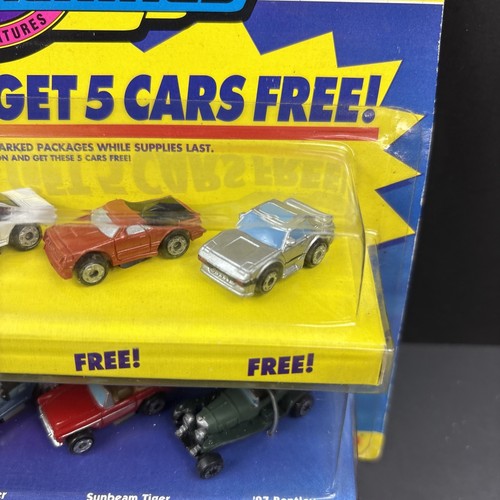 TURES
GET 5 CARS FREE!
ARKED PACKAGES WHILE SUPPLIES LAST.
ON AND GET THESE 5 CARS FREE!
FREE! FREE!
Sunbeam Tiger '27 Bentley